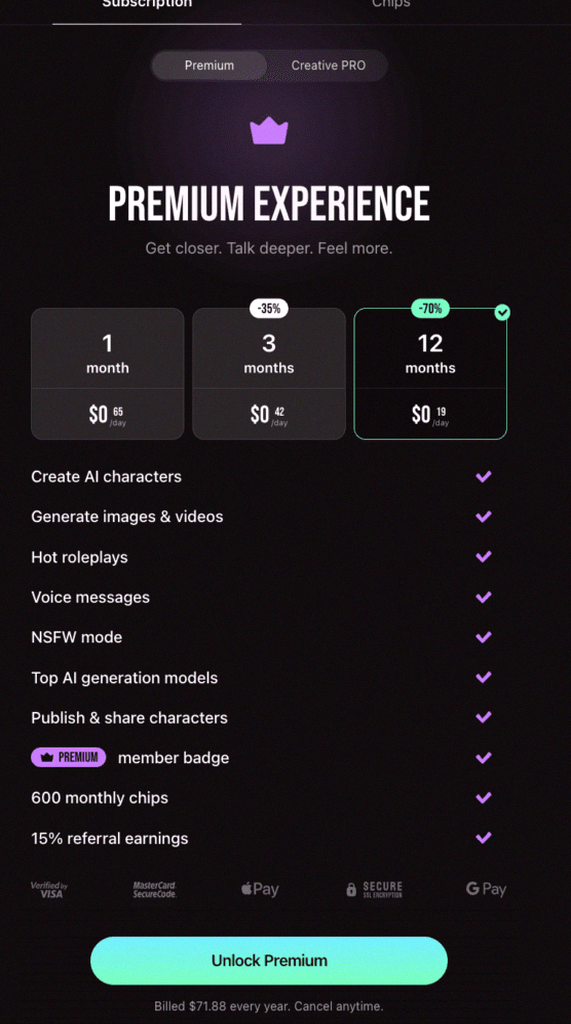 Subscription
Chips
Premium
Creative PRO
PREMIUM EXPERIENCE
Get closer. Talk deeper. Feel more.
-35%
-70%
1
month
$0 65
/day
3
months
$0 42
/day
12
months
$0 19
/day
Create AI characters
Generate images & videos
Hot roleplays
Voice messages
NSFW mode
Top AI generation models
Publish & share characters
PREMIUM member badge
600 monthly chips
15% referral earnings
Verified by
VISA
MasterCard.
SecureCode.
Pay
SECURE
SSL ENCRYPTION
G Pay
Unlock Premium
Billed $71.88 every year. Cancel anytime.